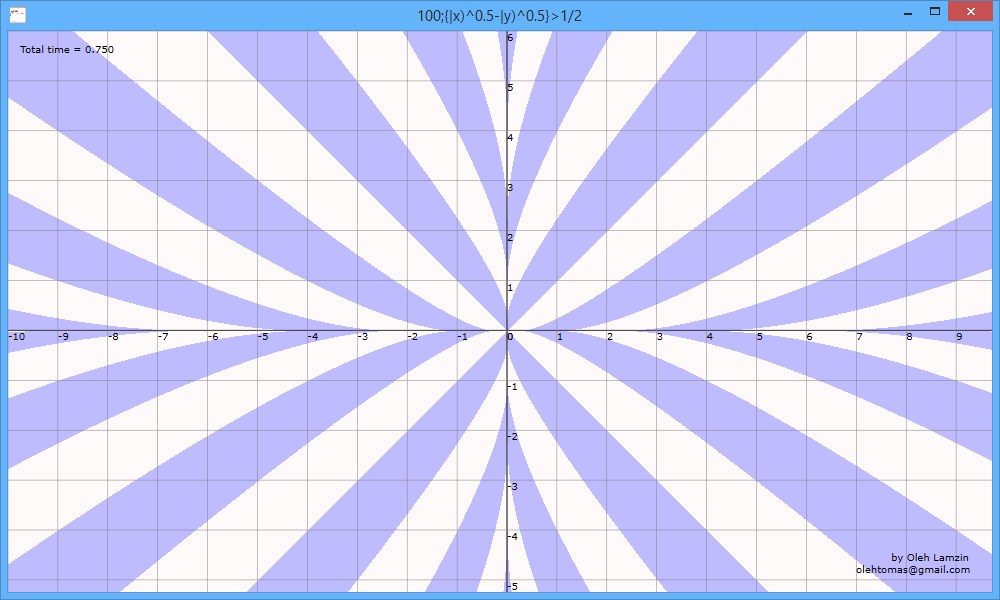 100;{|x)^0.5-|y)^0.5}>1/2
Total time = 0.750
6
5
4
3
2
1
-10 -9 -8 -7 -6 -5 -4 -3 -2 -1 0 1 2 3 4 5 6 7 8 9
-1
-2
-3
-4
-5
by Oleh Lamzin
olehtomas@gmail.com